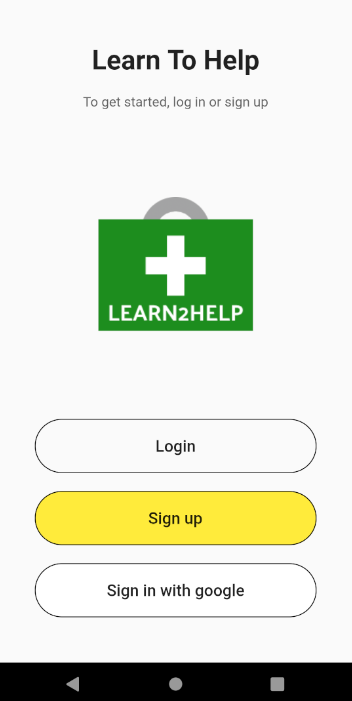 Learn To Help
To get started, log in or sign up
LEARN2HELP
Login
Sign up
Sign in with google